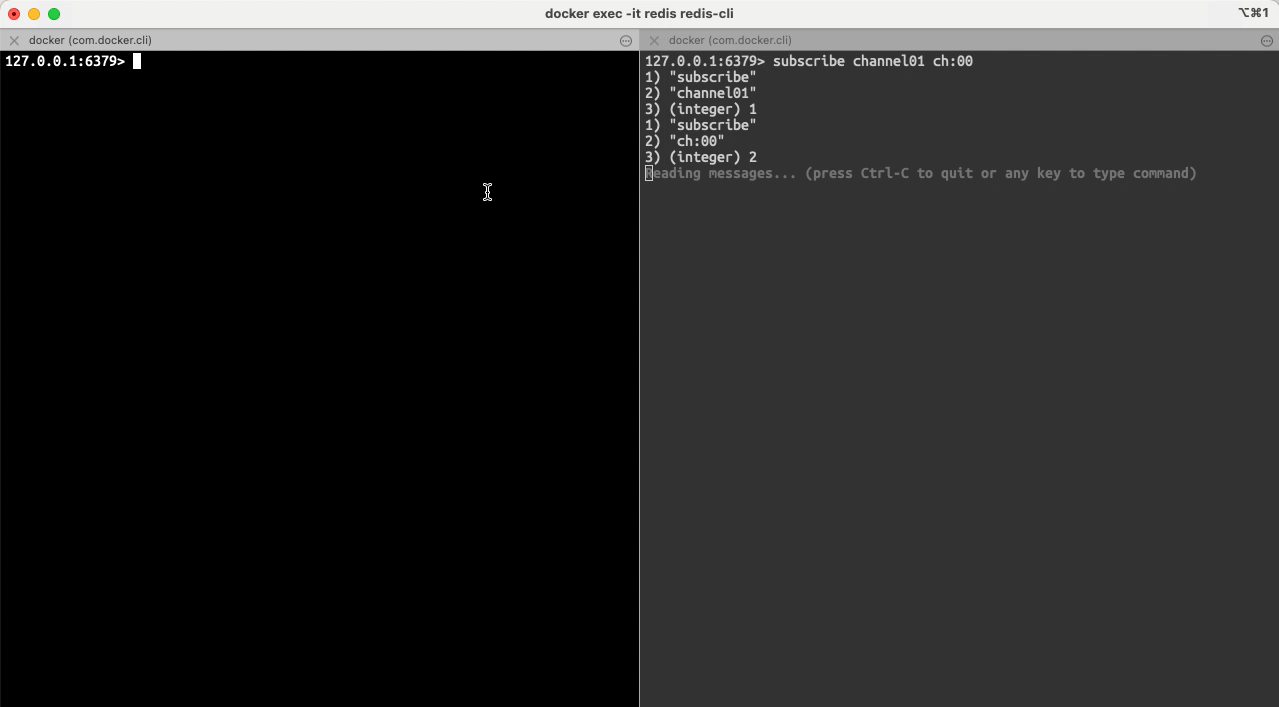 docker exec -it redis redis-cli
⌥⌘1
docker (com.docker.cli)
docker (com.docker.cli)
127.0.0.1:6379>
127.0.0.1:6379> subscribe channel01 ch:00
1) "subscribe"
2) "channel01"
3) (integer) 1
1) "subscribe"
2) "ch:00"
3) (integer) 2
Reading messages... (press Ctrl-C to quit or any key to type command)